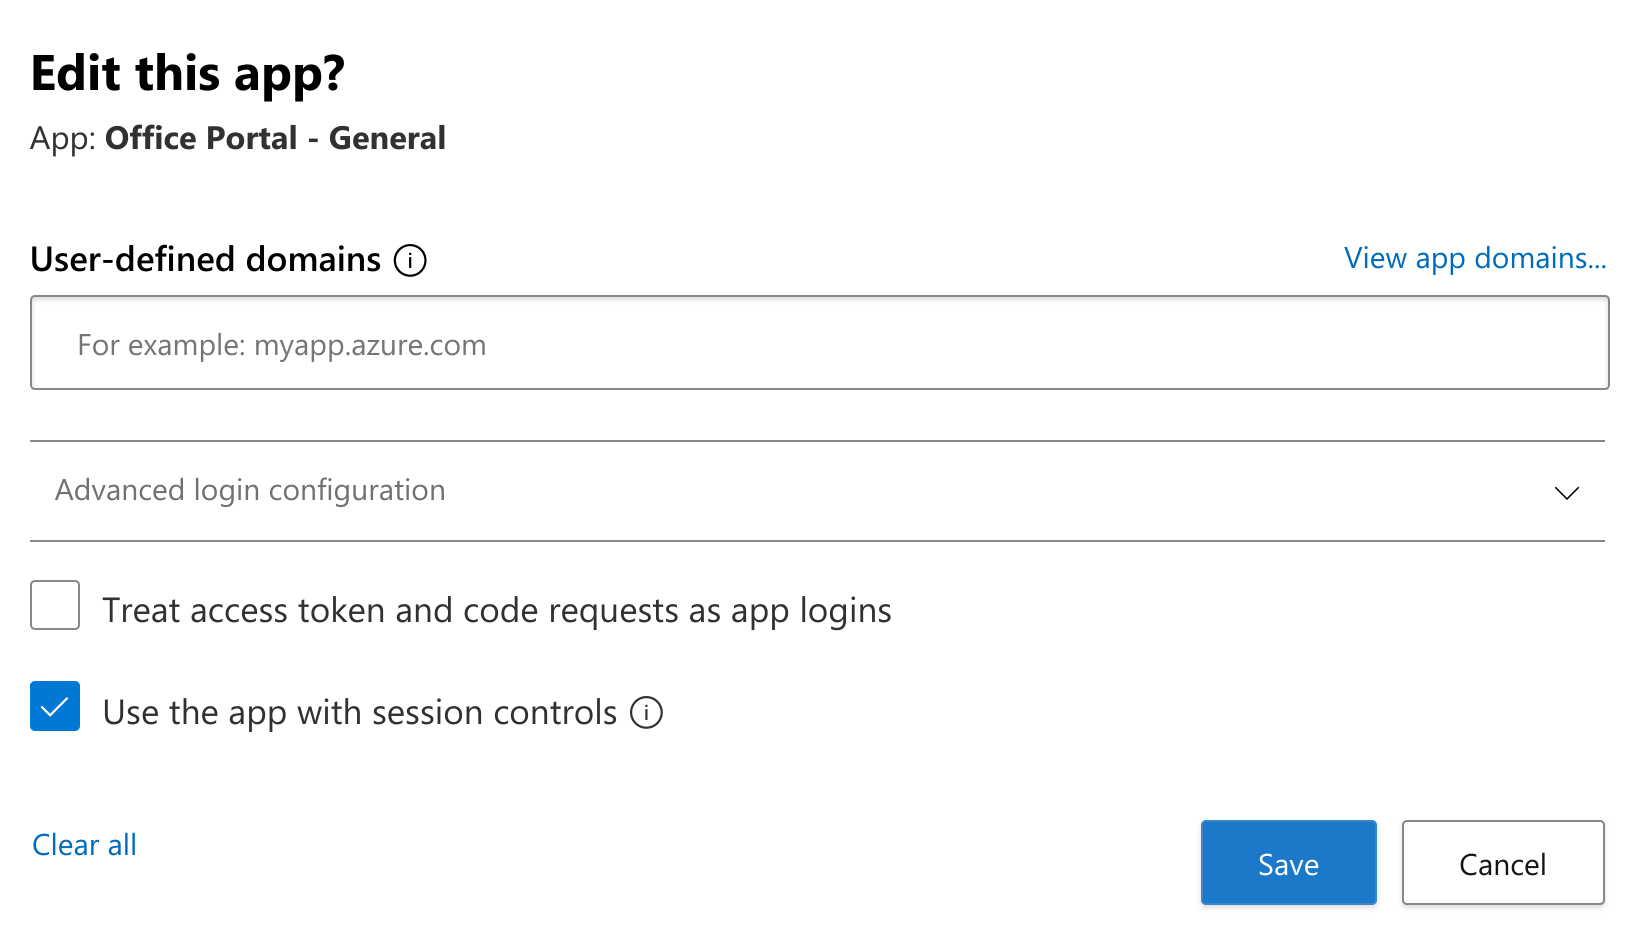 Edit this app?
App: Office Portal - General
User-defined domains
View app domains...
For example: myapp.azure.com
Advanced login configuration
Treat access token and code requests as app logins
Use the app with session controls
Clear all
Save
Cancel